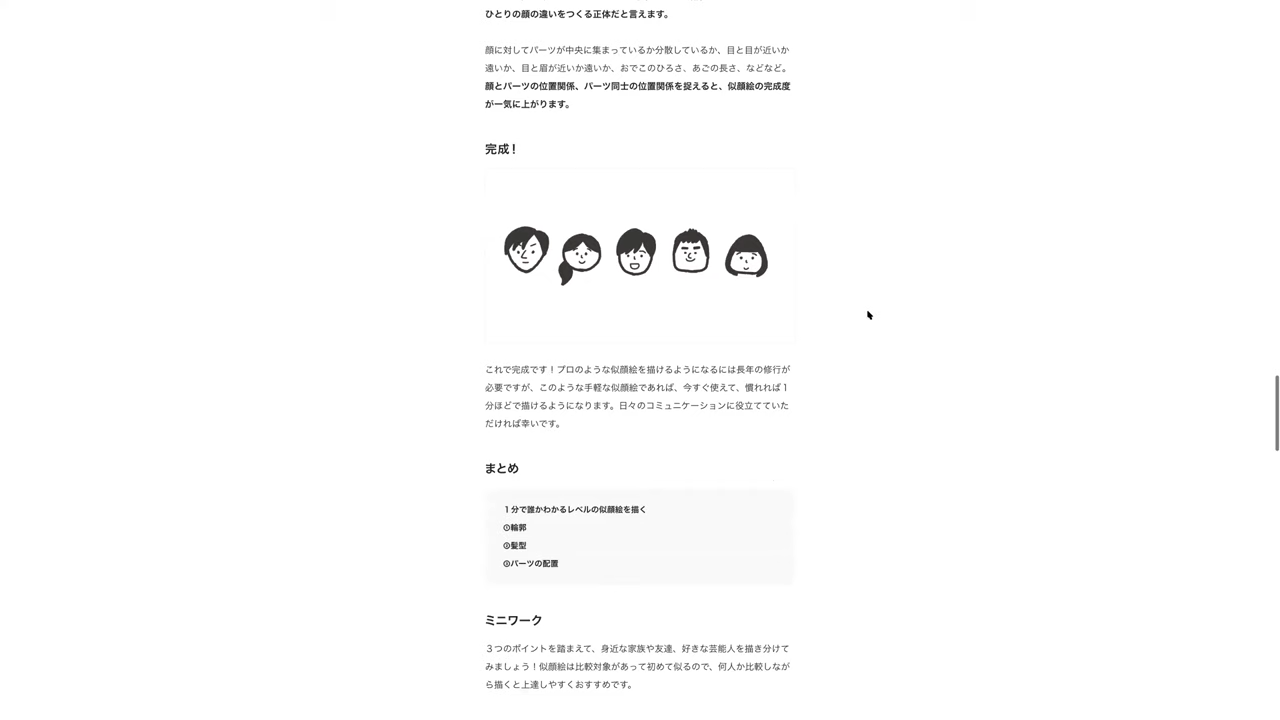 ひとりの顔の違いをつくる正体だと言えます。
顔に対してパーツが中央に集まっているか分散しているか、目と目が近いか
遠いか、目と眉が近いか遠いか、おでこのひろさ、あごの長さ、などなど。
顔とパーツの位置関係、パーツ同士の位置関係を捉えると、似顔絵の完成度
が一気に上がります。
完成！
これで完成です！プロのような似顔絵を描けるようになるには長年の修行が
必要ですが、このような手軽な似顔絵であれば、今すぐ使えて、慣れれば１
分ほどで描けるようになります。日々のコミュニケーションに役立てていた
だければ幸いです。
まとめ
１分で誰かわかるレベルの似顔絵を描く
①輪郭
②髪型
③パーツの配置
ミニワーク
３つのポイントを踏まえて、身近な家族や友達、好きな芸能人を描き分けて
みましょう！似顔絵は比較対象があって初めて似るので、何人か比較しなが
ら描くと上達しやすくおすすめです。